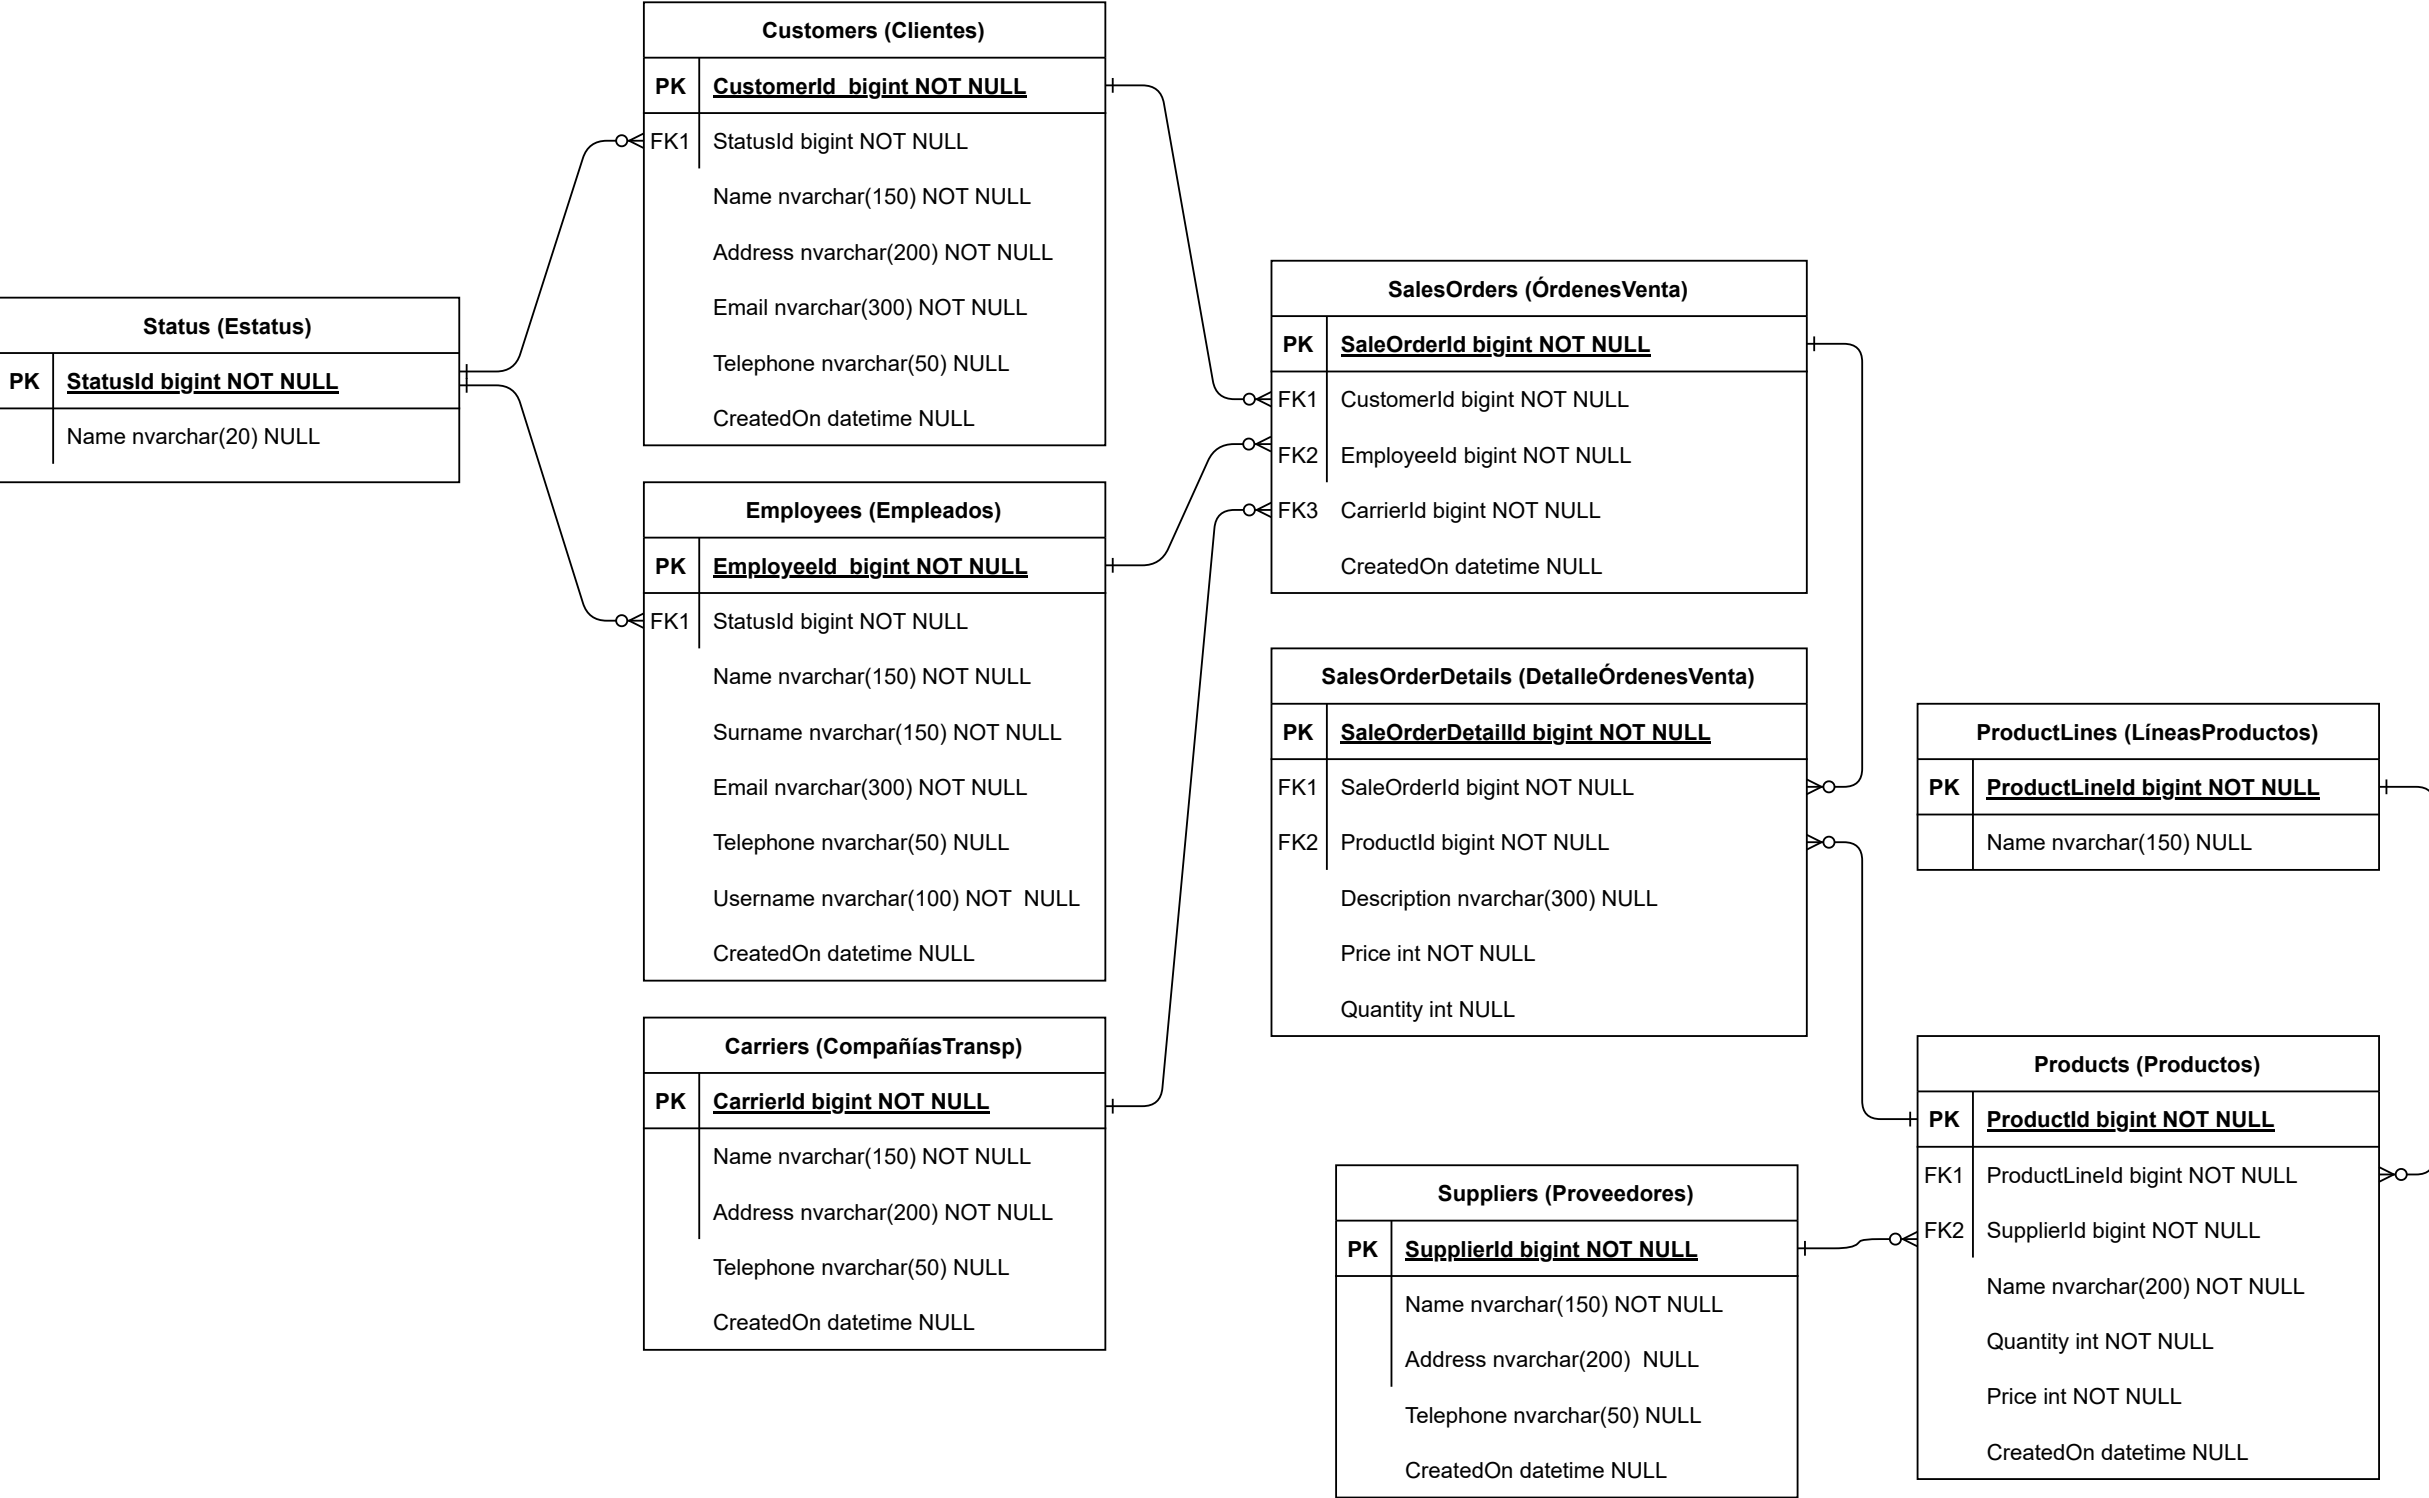 Customers (Clientes)
PK CustomerId  bigint NOT NULL
FK1 StatusId bigint NOT NULL
Name nvarchar(150) NOT NULL
Address nvarchar(200) NOT NULL
Email nvarchar(300) NOT NULL
Telephone nvarchar(50) NULL
CreatedOn datetime NULL
Status (Estatus)
PK StatusId bigint NOT NULL
Name nvarchar(20) NULL
Employees (Empleados)
PK EmployeeId  bigint NOT NULL
FK1 StatusId bigint NOT NULL
Name nvarchar(150) NOT NULL
Surname nvarchar(150) NOT NULL
Email nvarchar(300) NOT NULL
Telephone nvarchar(50) NULL
Username nvarchar(100) NOT  NULL
CreatedOn datetime NULL
Carriers (CompañíasTransp)
PK CarrierId bigint NOT NULL
Name nvarchar(150) NOT NULL
Address nvarchar(200) NOT NULL
Telephone nvarchar(50) NULL
CreatedOn datetime NULL
SalesOrders (ÓrdenesVenta)
PK SaleOrderId bigint NOT NULL
FK1 CustomerId bigint NOT NULL
FK2 EmployeeId bigint NOT NULL
FK3 CarrierId bigint NOT NULL
CreatedOn datetime NULL
SalesOrderDetails (DetalleÓrdenesVenta)
PK SaleOrderDetailId bigint NOT NULL
FK1 SaleOrderId bigint NOT NULL
FK2 ProductId bigint NOT NULL
Description nvarchar(300) NULL
Price int NOT NULL
Quantity int NULL
Suppliers (Proveedores)
PK SupplierId bigint NOT NULL
Name nvarchar(150) NOT NULL
Address nvarchar(200)  NULL
Telephone nvarchar(50) NULL
CreatedOn datetime NULL
ProductLines (LíneasProductos)
PK ProductLineId bigint NOT NULL
Name nvarchar(150) NULL
Products (Productos)
PK ProductId bigint NOT NULL
FK1 ProductLineId bigint NOT NULL
FK2 SupplierId bigint NOT NULL
Name nvarchar(200) NOT NULL
Quantity int NOT NULL
Price int NOT NULL
CreatedOn datetime NULL